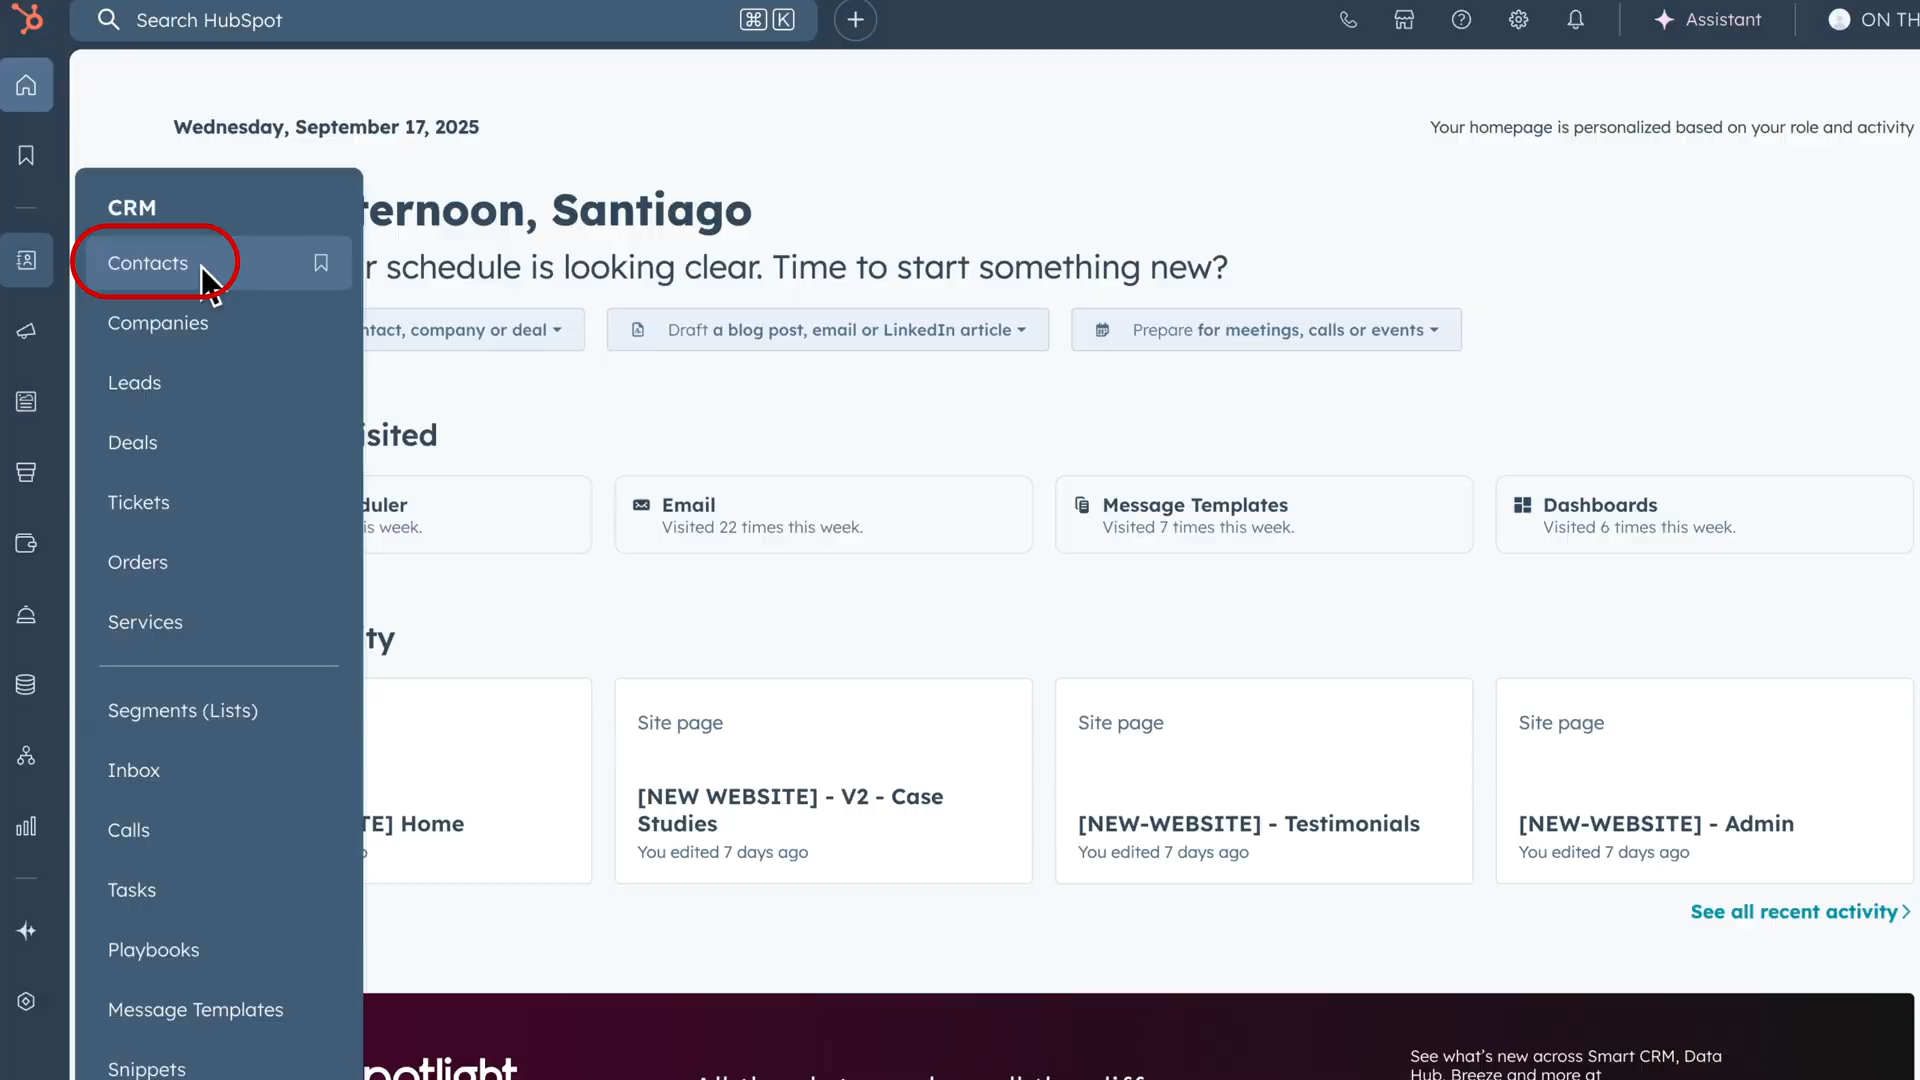 Search HubSpot
⌘ K
Assistant
ON TH
Wednesday, September 17, 2025
Your homepage is personalized based on your role and activity
CRM
Contacts
Companies
Leads
Deals
Tickets
Orders
Services
Segments (Lists)
Inbox
Calls
Tasks
Playbooks
Message Templates
Snippets
ternoon, Santiago
r schedule is looking clear. Time to start something new?
ntact, company or deal
Draft a blog post, email or LinkedIn article
Prepare for meetings, calls or events
isited
duler
is week.
Email
Visited 22 times this week.
Message Templates
Visited 7 times this week.
Dashboards
Visited 6 times this week.
ity
TE] Home
Site page
[NEW WEBSITE] - V2 - Case
Studies
You edited 7 days ago
Site page
[NEW-WEBSITE] - Testimonials
You edited 7 days ago
Site page
[NEW-WEBSITE] - Admin
You edited 7 days ago
See all recent activity
potlight
See what's new across Smart CRM, Data
Hub, Breeze and more at